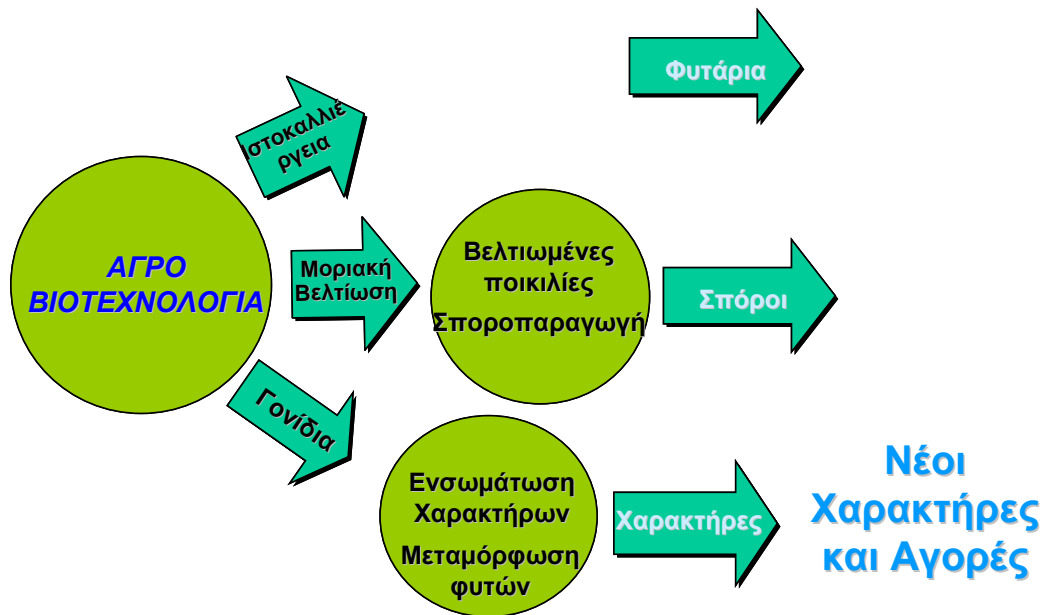 Φυτάρια
Ιστοκαλλιέ
ργεια
ΑΓΡΟ
ΒΙΟΤΕΧΝΟΛΟΓΙΑ
Μοριακή
Βελτίωση
Βελτιωμένες
ποικιλίες
Σποροπαραγωγή
Σπόροι
Γονίδια
Ενσωμάτωση
Χαρακτήρων
Μεταμόρφωση
φυτών
Χαρακτήρες
Νέοι
Χαρακτήρες
και Αγορές